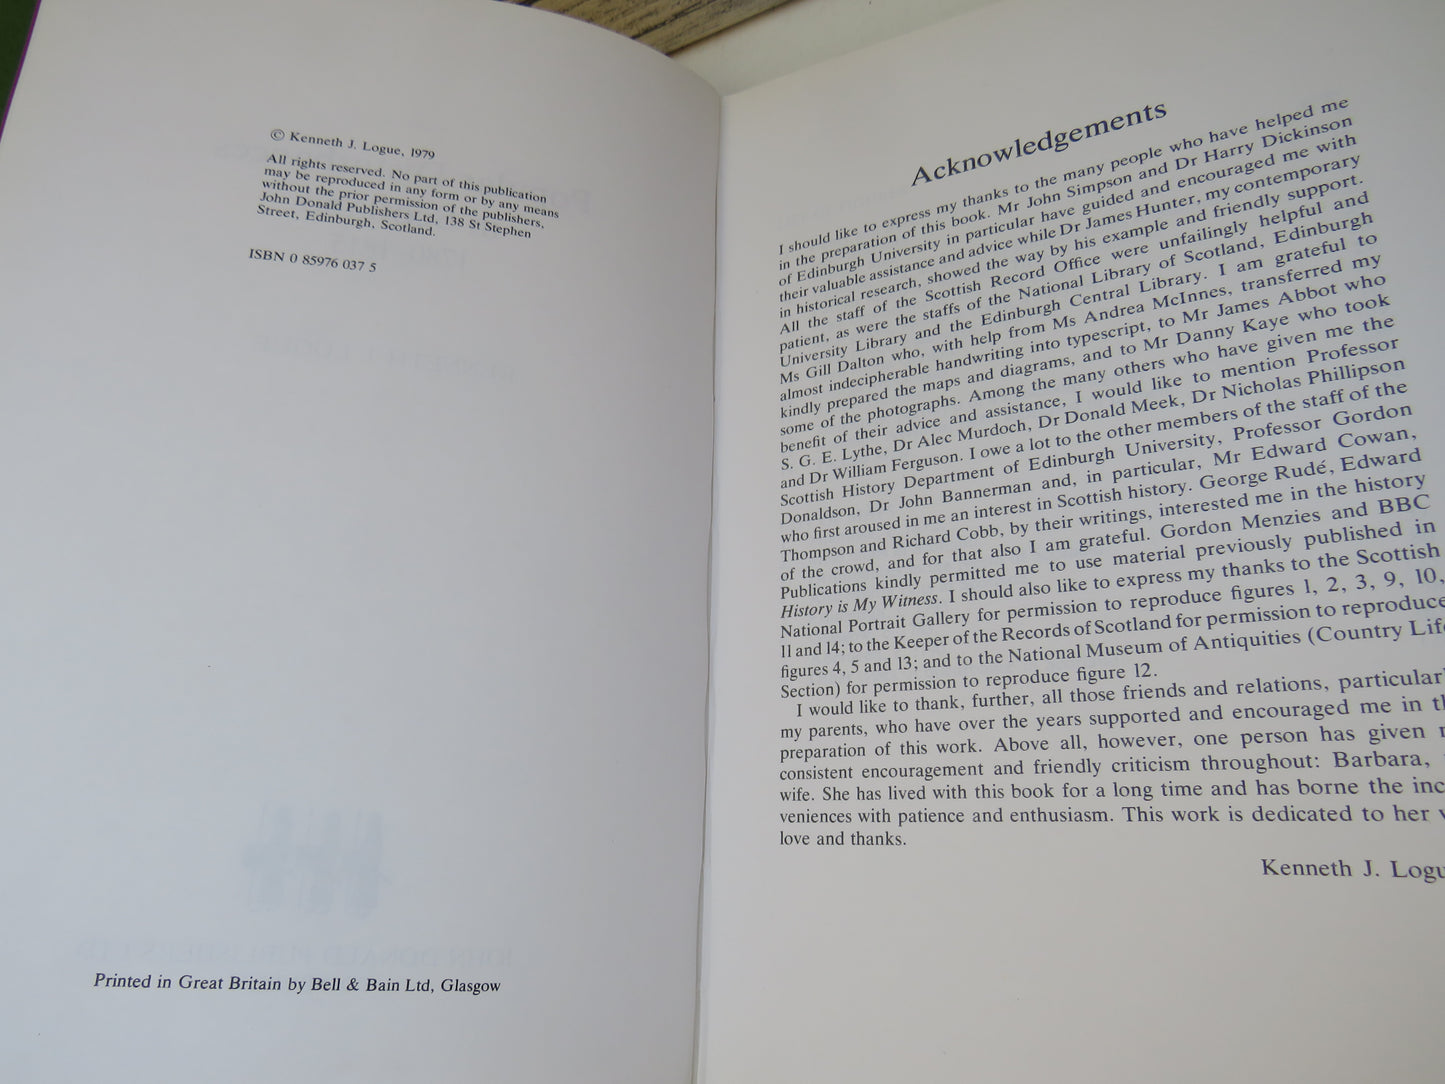 © Kenneth J. Logue, 1979
All rights reserved. No part of this publication
may be reproduced in any form or by any means
without the prior permission of the publishers,
John Donald Publishers Ltd, 138 St Stephen
Street, Edinburgh, Scotland.
ISBN 0 85976 037 5
Printed in Great Britain by Bell & Bain Ltd, Glasgow
Acknowledgements
I should like to express my thanks to the many people who have helped me
in the preparation of this book. Mr John Simpson and Dr Harry Dickinson
of Edinburgh University in particular have guided and encouraged me with
their valuable assistance and advice while Dr James Hunter, my contemporary
in historical research, showed the way by his example and friendly support.
All the staff of the Scottish Record Office were unfailingly helpful and
patient, as were the staffs of the National Library of Scotland, Edinburgh
University Library and the Edinburgh Central Library. I am grateful to
Ms Gill Dalton who, with help from Ms Andrea McInnes, transferred my
almost indecipherable handwriting into typescript, to Mr James Abbot who
kindly prepared the maps and diagrams, and to Mr Danny Kaye who took
some of the photographs. Among the many others who have given me the
benefit of their advice and assistance, I would like to mention Professor
S. G. E. Lythe, Dr Alec Murdoch, Dr Donald Meek, Dr Nicholas Phillipson
and Dr William Ferguson. I owe a lot to the other members of the staff of the
Scottish History Department of Edinburgh University, Professor Gordon
Donaldson, Dr John Bannerman and, in particular, Mr Edward Cowan,
who first aroused in me an interest in Scottish history. George Rudé, Edward
Thompson and Richard Cobb, by their writings, interested me in the history
of the crowd, and for that also I am grateful. Gordon Menzies and BBC
Publications kindly permitted me to use material previously published in
History is My Witness. I should also like to express my thanks to the Scottish
National Portrait Gallery for permission to reproduce figures 1, 2, 3, 9, 10,
11 and 14; to the Keeper of the Records of Scotland for permission to reproduce
figures 4, 5 and 13; and to the National Museum of Antiquities (Country Life
Section) for permission to reproduce figure 12.
I would like to thank, further, all those friends and relations, particularl
my parents, who have over the years supported and encouraged me in th
preparation of this work. Above all, however, one person has given
consistent encouragement and friendly criticism throughout: Barbara,
wife. She has lived with this book for a long time and has borne the inc
veniences with patience and enthusiasm. This work is dedicated to her
love and thanks.
Kenneth J. Logu